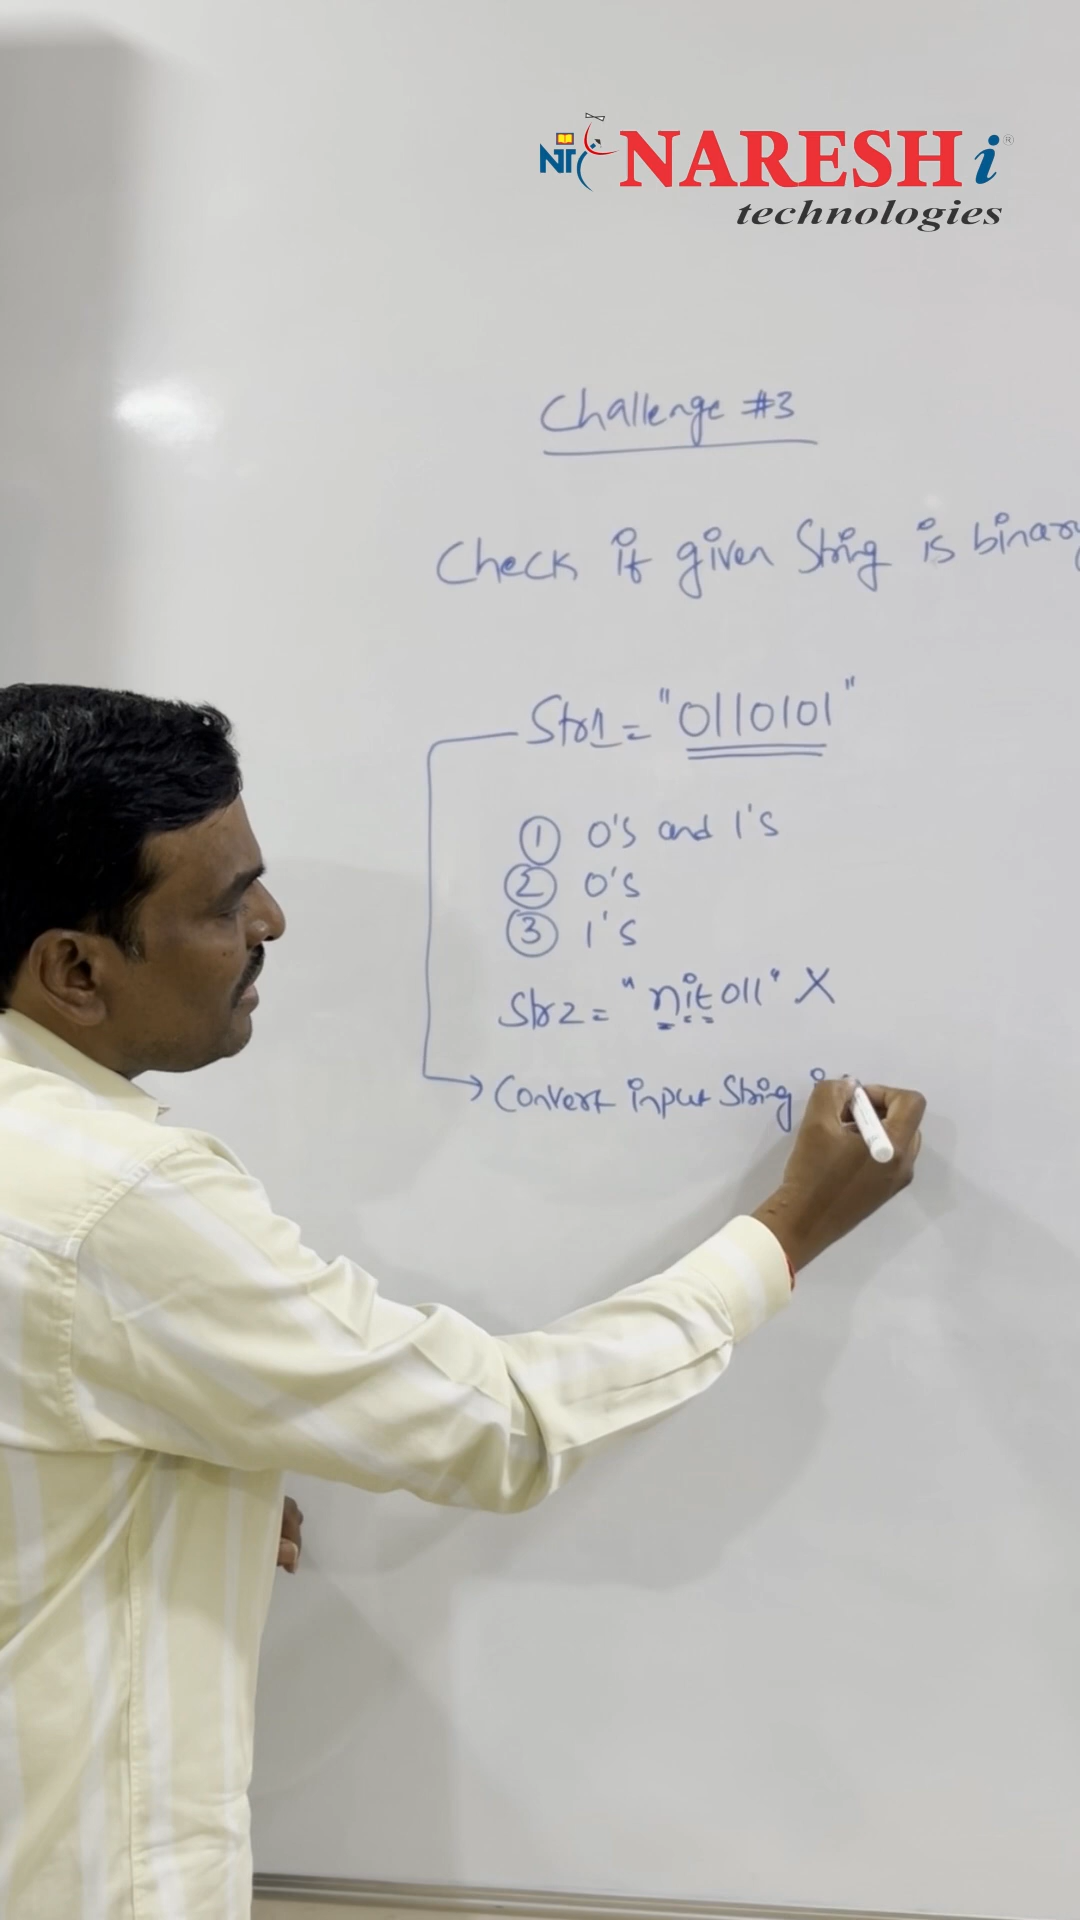 NT NARESH i ®
technologies
Challenge #3
Check if given String is binary
Str1 = "0110101"
1 0's and 1's
2 0's
3 1's
Str2 = "nit011" X
Convert input String